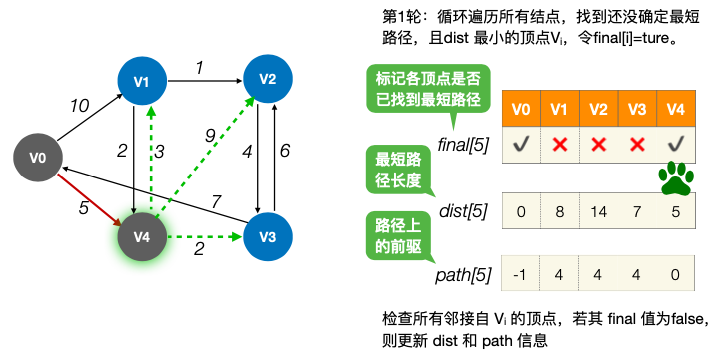 第1轮：循环遍历所有结点，找到还没确定最短
路径，且dist 最小的顶点Vi，令final[i]=ture。
标记各顶点是否
已找到最短路径
V0 V1 V2 V3 V4
final[5] ✔ ✖ ✖ ✖ ✔
最短路
径长度
dist[5] 0 8 14 7 5
路径上
的前驱
path[5] -1 4 4 4 0
检查所有邻接自 Vi 的顶点，若其 final 值为false，
则更新 dist 和 path 信息
V1 1 V2
10
9
2 3 4 6
V0
5 7
V4 2 V3